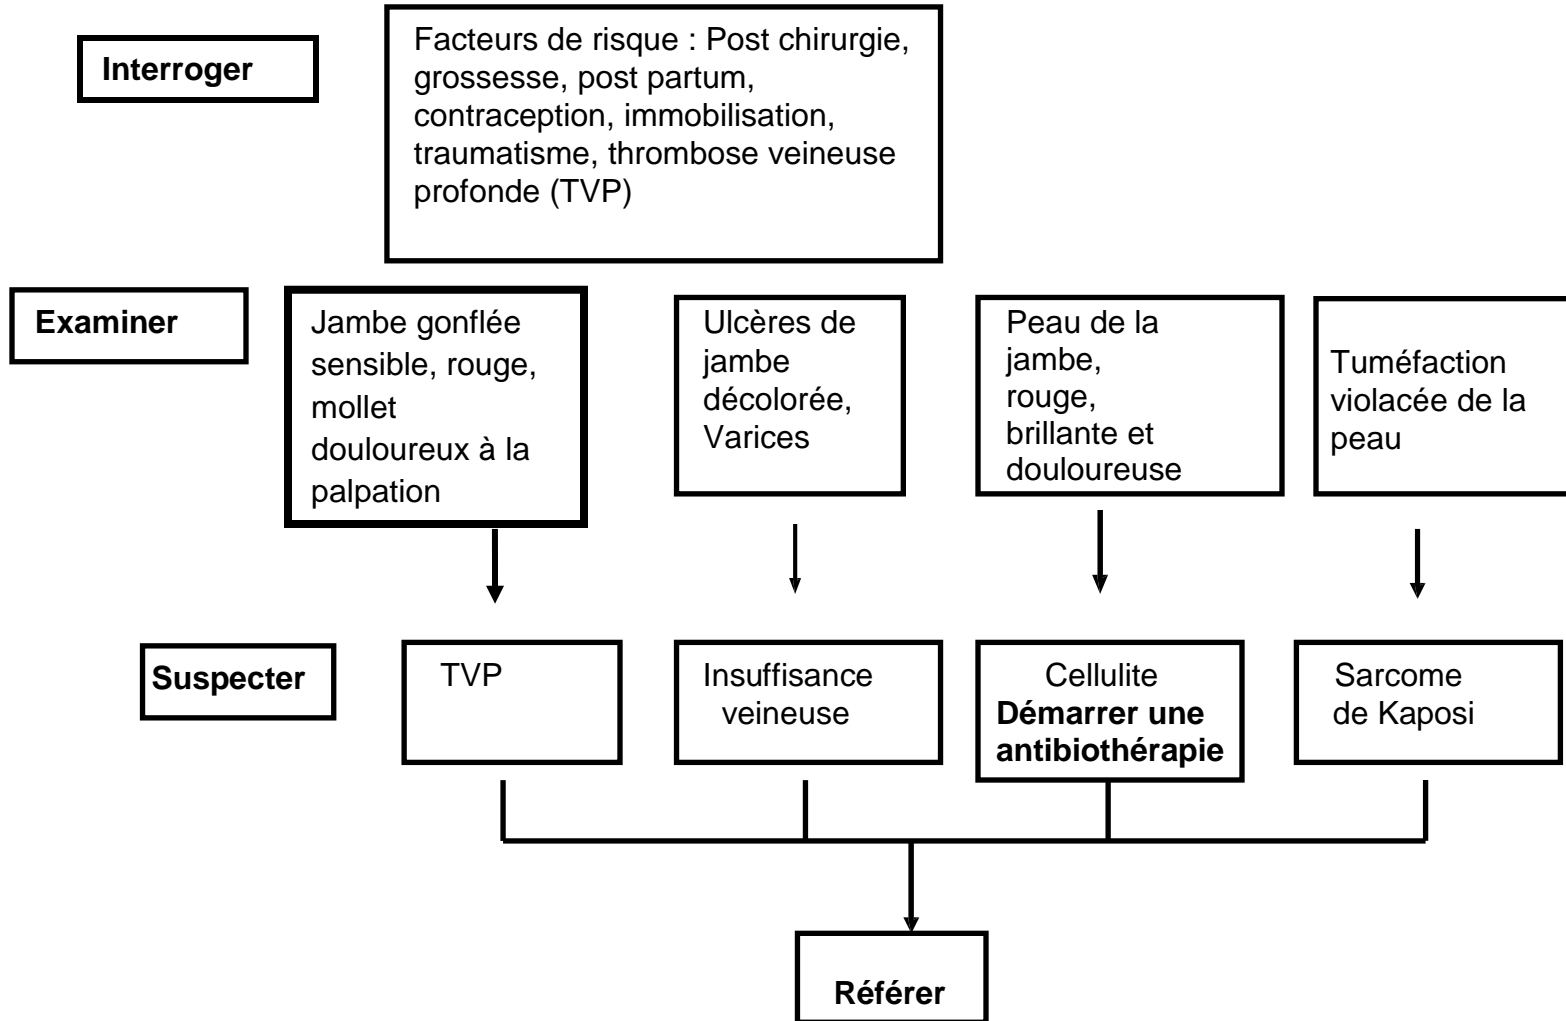 Interroger
Facteurs de risque : Post chirurgie,
grossesse, post partum,
contraception, immobilisation,
traumatisme, thrombose veineuse
profonde (TVP)
Examiner
Jambe gonflée
sensible, rouge,
mollet
douloureux à la
palpation
Ulcères de
jambe
décolorée,
Varices
Peau de la
jambe,
rouge,
brillante et
douloureuse
Tuméfaction
violacée de la
peau
Suspecter
TVP
Insuffisance
veineuse
Cellulite
Démarrer une
antibiothérapie
Sarcome
de Kaposi
Référer